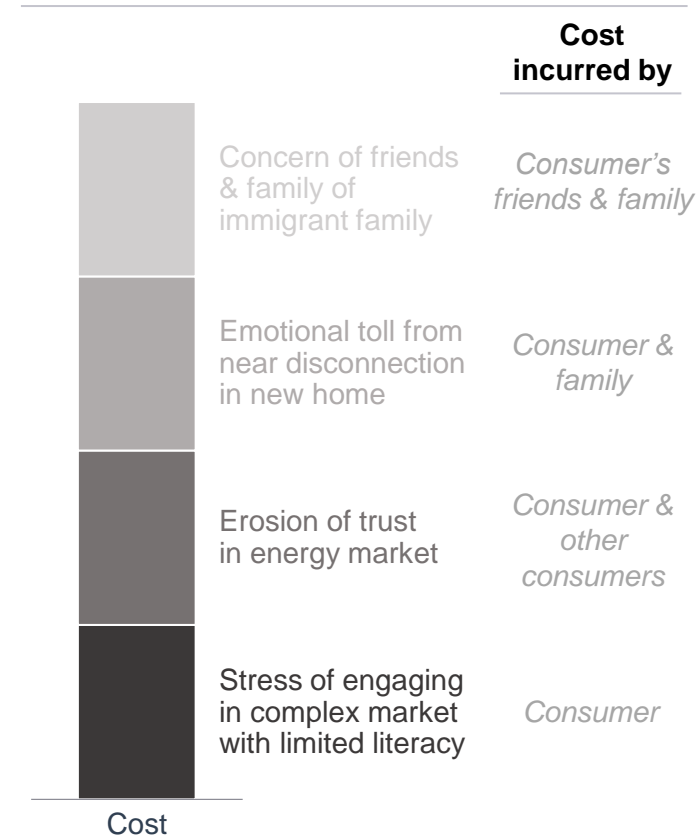 Cost
incurred by
Concern of friends
& family of
immigrant family
Consumer’s
friends & family
Emotional toll from
near disconnection
in new home
Consumer &
family
Erosion of trust
in energy market
Consumer &
other
consumers
Stress of engaging
in complex market
with limited literacy
Consumer
Cost